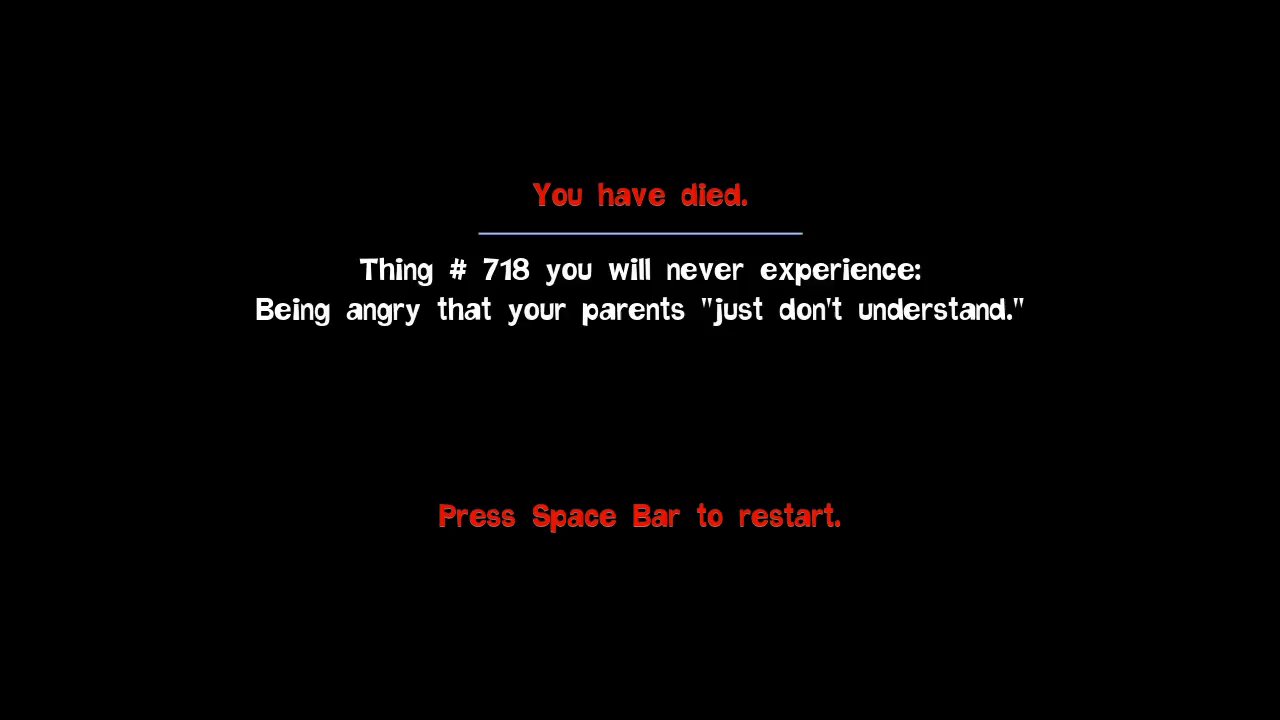 You have died.
Thing # 718 you will never experience:
Being angry that your parents "just don't understand."
Press Space Bar to restart.